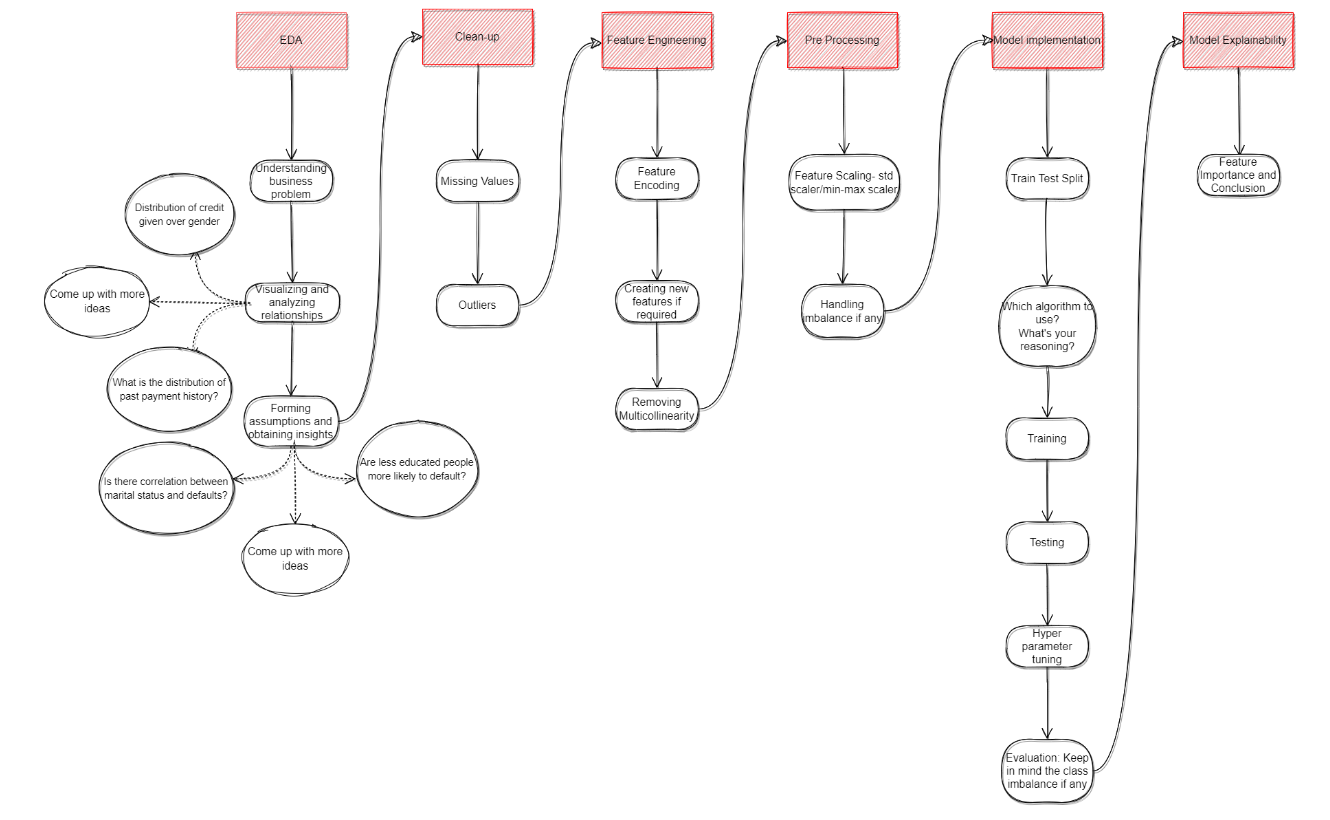 EDA
Understanding
business
problem
Distribution of credit
given over gender
Visualizing and
analyzing
relationships
Come up with more
ideas
What is the distribution of
past payment history?
Forming
assumptions and
obtaining insights
Is there correlation between
marital status and defaults?
Are less educated people
more likely to default?
Come up with more
ideas
Clean-up
Missing Values
Outliers
Feature Engineering
Feature
Encoding
Creating new
features if
required
Removing
Multicollinearity
Pre Processing
Feature Scaling- std
scaler/min-max scaler
Handling
imbalance if any
Model implementation
Train Test Split
Which algorithm to
use?
What's your
reasoning?
Training
Testing
Hyper
parameter
tuning
Evaluation: Keep
in mind the class
imbalance if any
Model Explainability
Feature
Importance and
Conclusion